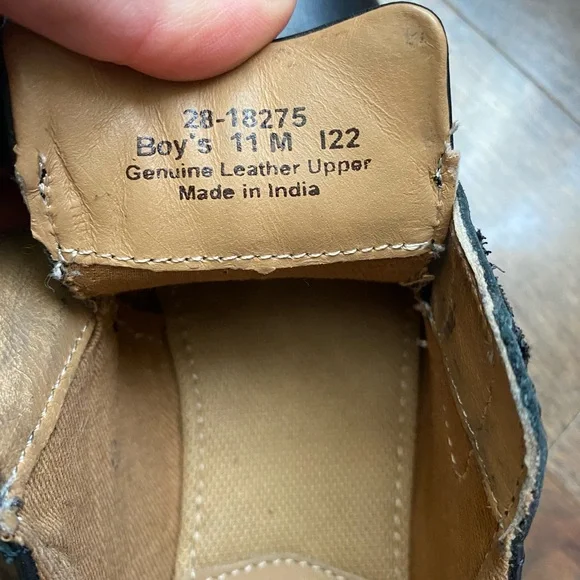 28-18275
Boy's 11 M I22
Genuine Leather Upper
Made in India